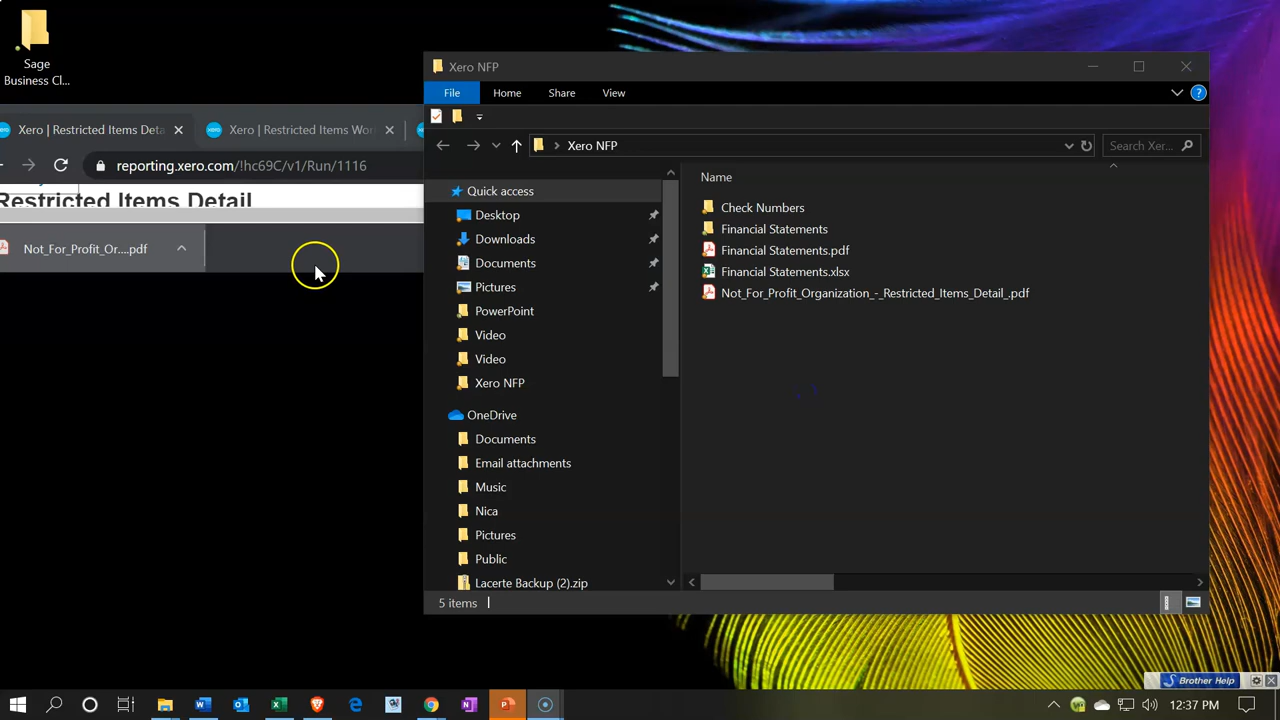 Sage
Business Cl...
Xero | Restricted Items Deta
Xero | Restricted Items Wor
reporting.xero.com/!hc69C/v1/Run/1116
Restricted Items Detail
Not_For_Profit_Or....pdf
Xero NFP
File
Home
Share
View
Xero NFP
Search Xer...
Quick access
Desktop
Downloads
Documents
Pictures
PowerPoint
Video
Video
Xero NFP
OneDrive
Documents
Email attachments
Music
Nica
Pictures
Public
Lacerte Backup (2).zip
Name
Check Numbers
Financial Statements
Financial Statements.pdf
Financial Statements.xlsx
Not_For_Profit_Organization_-_Restricted_Items_Detail_.pdf
5 items
Brother Help
12:37 PM